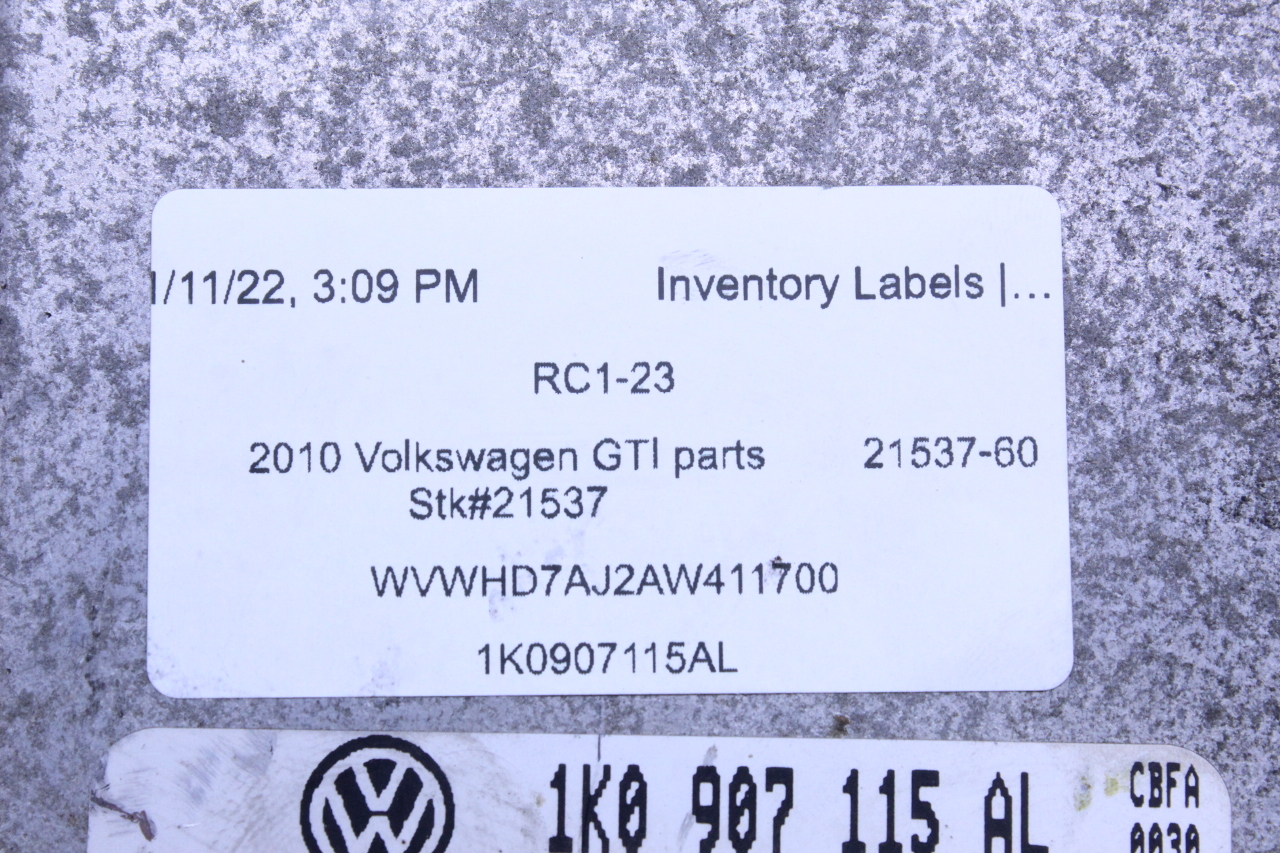 1/11/22, 3:09 PM Inventory Labels |...
RC1-23
2010 Volkswagen GTI parts 21537-60
Stk#21537
WVWHD7AJ2AW411700
1K0907115AL
1K0 907 115 AL CBFA
0030